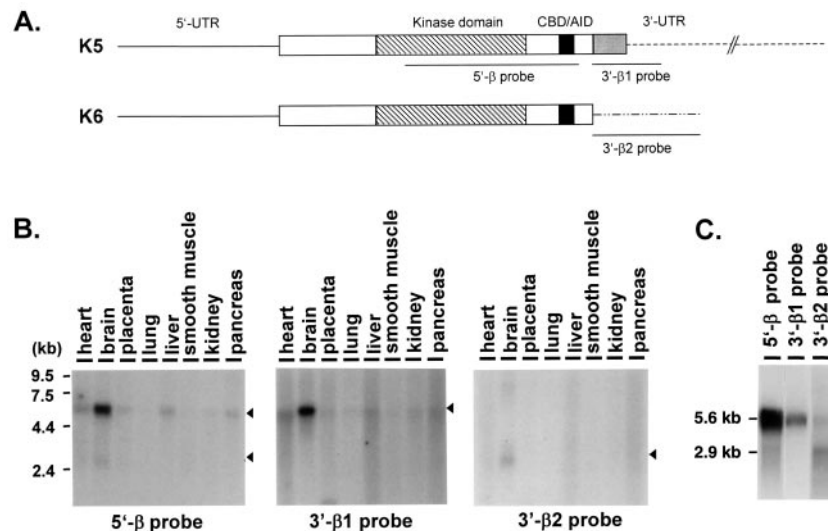 A.
5'-UTR
Kinase domain
CBD/AID
3'-UTR
K5
5'-β probe
3'-β1 probe
K6
3'-β2 probe
B.
heart
brain
placenta
lung
liver
smooth muscle
kidney
pancreas
heart
brain
placenta
lung
liver
smooth muscle
kidney
pancreas
heart
brain
placenta
lung
liver
smooth muscle
kidney
pancreas
(kb)
9.5
7.5
4.4
2.4
5'-β probe
3'-β1 probe
3'-β2 probe
C.
5'-β probe
3'-β1 probe
3'-β2 probe
5.6 kb
2.9 kb